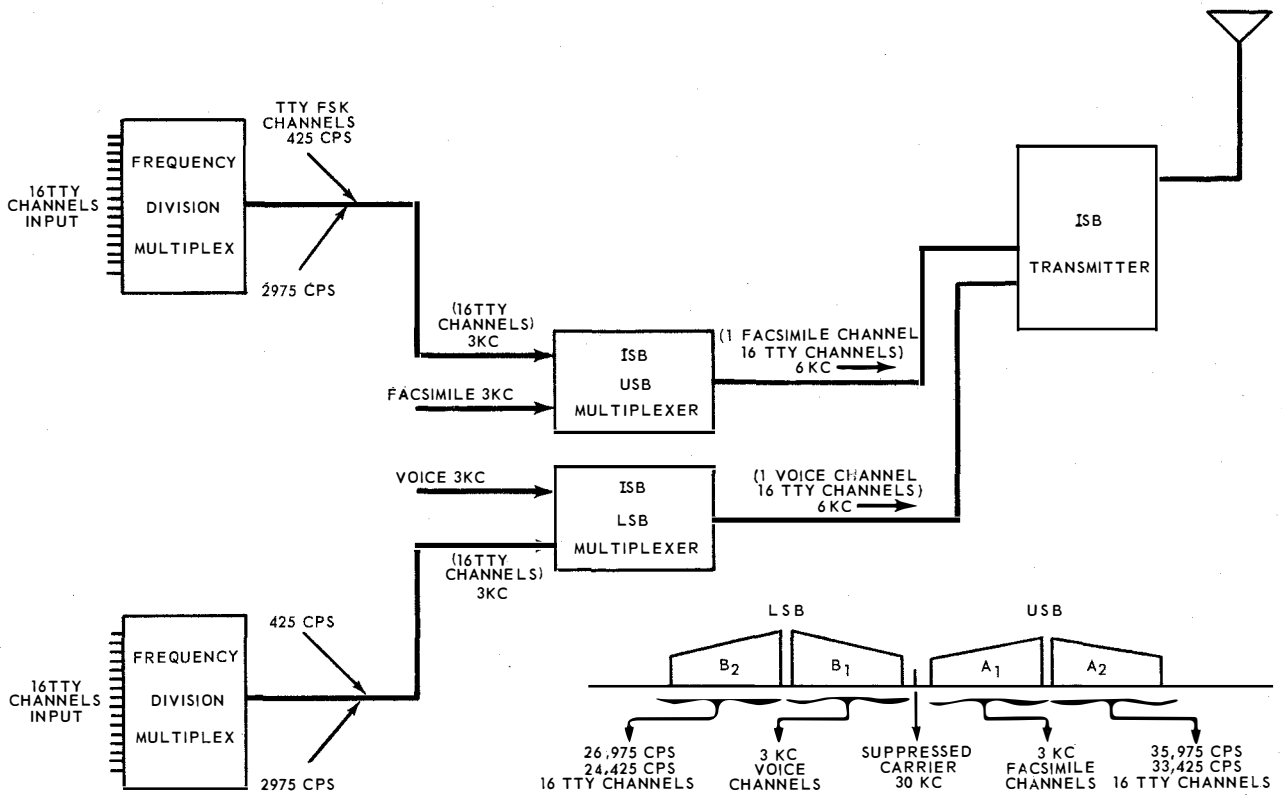 TTY FSK
CHANNELS
425 CPS
FREQUENCY
DIVISION
MULTIPLEX
16TTY
CHANNELS
INPUT
2975 CPS
ISB
TRANSMITTER
(16TTY
CHANNELS)
3KC
FACSIMILE 3KC
ISB
USB
MULTIPLEXER
(1 FACSIMILE CHANNEL
16 TTY CHANNELS)
6KC
VOICE 3KC
ISB
LSB
MULTIPLEXER
(1 VOICE CHANNEL
16 TTY CHANNELS)
6KC
(16TTY
CHANNELS)
3KC
425 CPS
FREQUENCY
DIVISION
MULTIPLEX
16TTY
CHANNELS
INPUT
2975 CPS
LSB
USB
B2
B1
A1
A2
26,975 CPS
24,425 CPS
16 TTY CHANNELS
3 KC
VOICE
CHANNELS
SUPPRESSED
CARRIER
30 KC
3 KC
FACSIMILE
CHANNELS
35,975 CPS
33,425 CPS
16 TTY CHANNELS